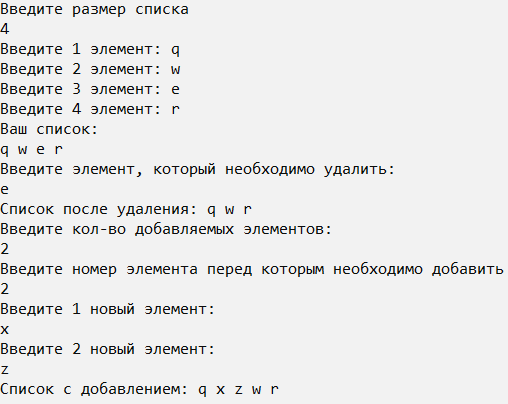 Введите размер списка
4
Введите 1 элемент: q
Введите 2 элемент: w
Введите 3 элемент: e
Введите 4 элемент: r
Ваш список:
q w e r
Введите элемент, который необходимо удалить:
e
Список после удаления: q w r
Введите кол-во добавляемых элементов:
2
Введите номер элемента перед которым необходимо добавить
2
Введите 1 новый элемент:
x
Введите 2 новый элемент:
z
Список с добавлением: q x z w r